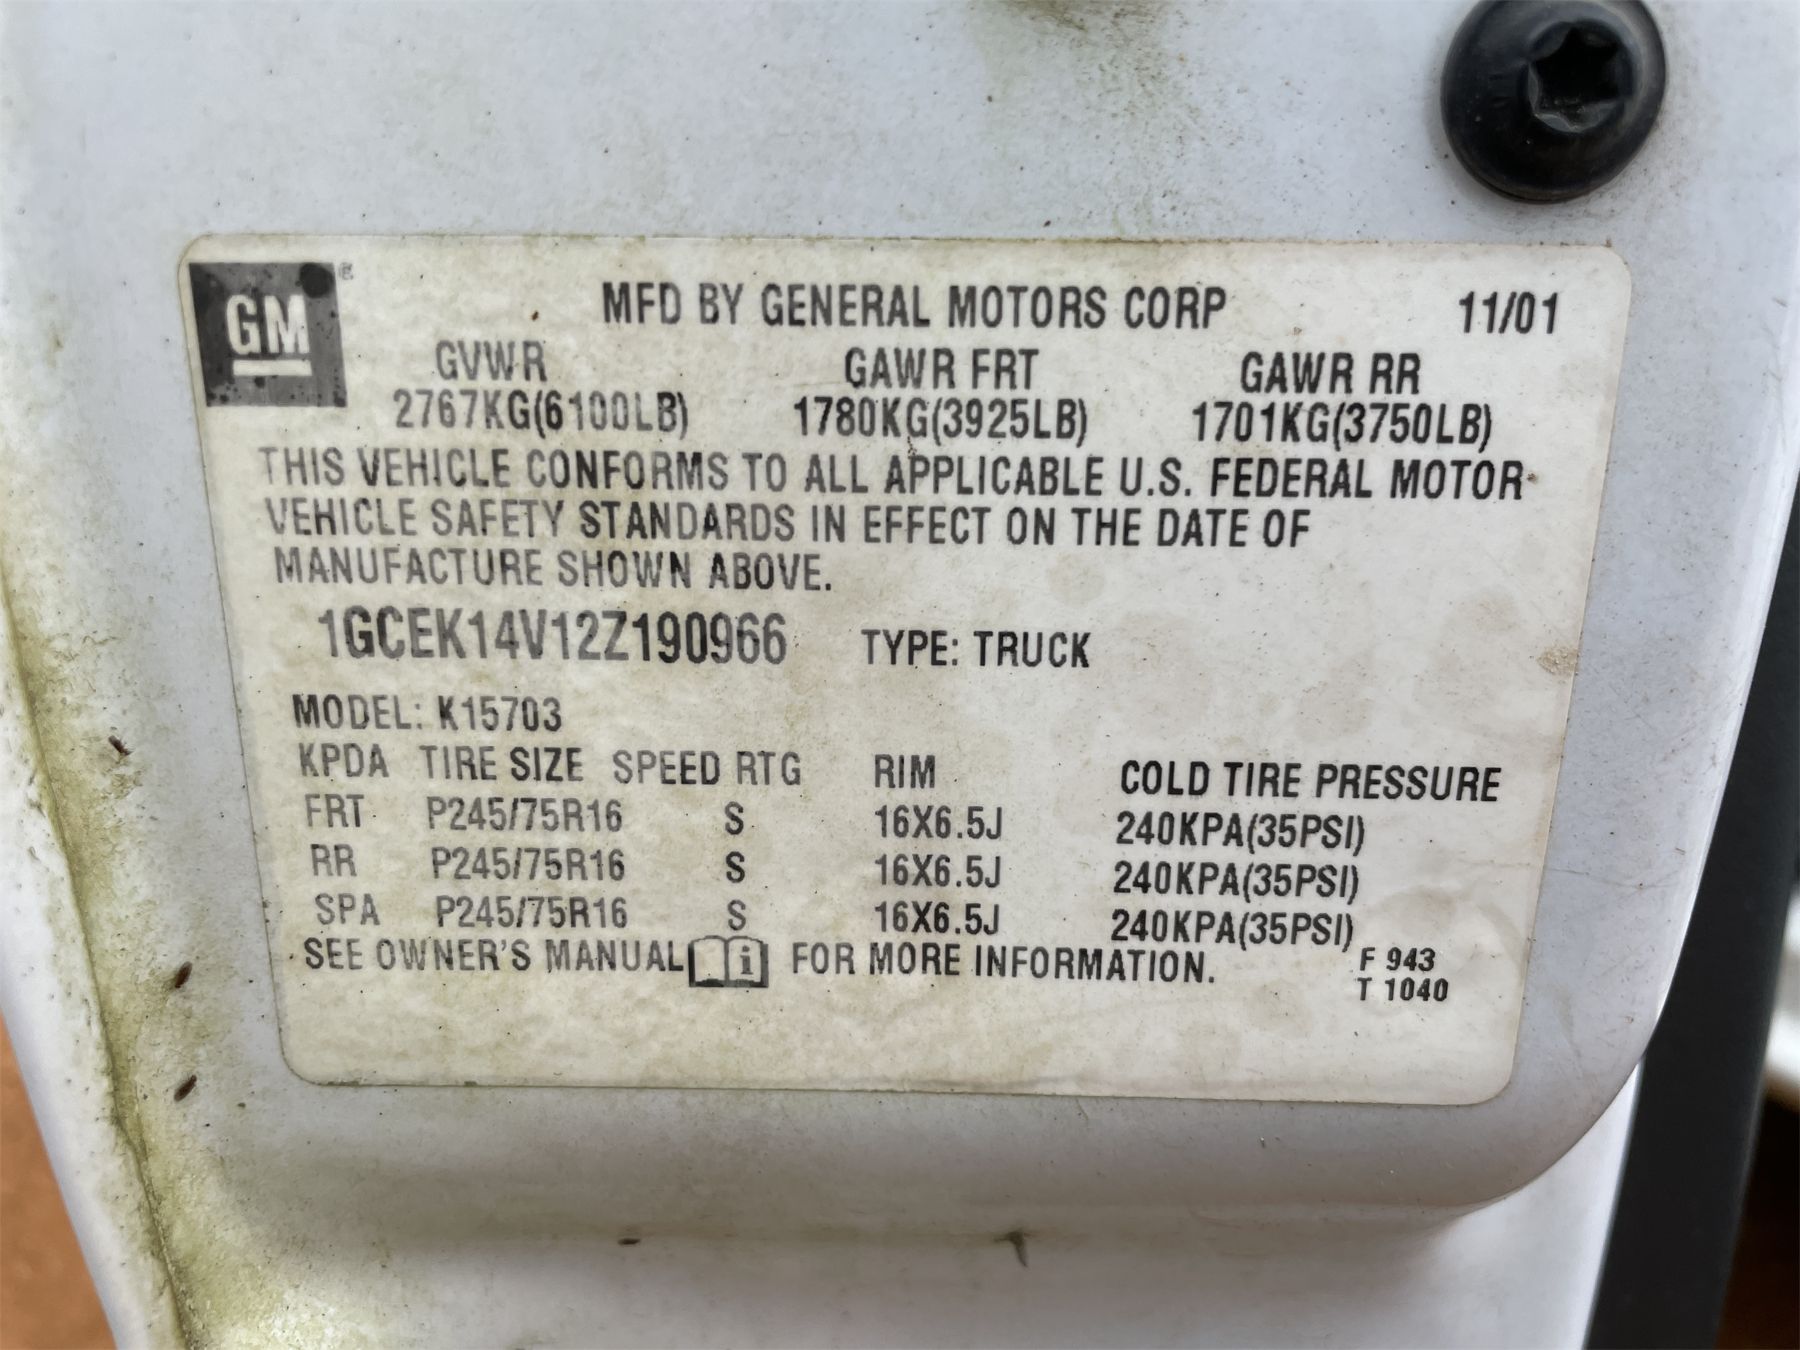 GM
MFD BY GENERAL MOTORS CORP 11/01
GVWR GAWR FRT GAWR RR
2767KG(6100LB) 1780KG(3925LB) 1701KG(3750LB)
THIS VEHICLE CONFORMS TO ALL APPLICABLE U.S. FEDERAL MOTOR
VEHICLE SAFETY STANDARDS IN EFFECT ON THE DATE OF
MANUFACTURE SHOWN ABOVE.
1GCEK14V12Z190966 TYPE: TRUCK
MODEL: K15703
KPDA TIRE SIZE SPEED RTG RIM COLD TIRE PRESSURE
FRT P245/75R16 S 16X6.5J 240KPA(35PSI)
RR P245/75R16 S 16X6.5J 240KPA(35PSI)
SPA P245/75R16 S 16X6.5J 240KPA(35PSI)
SEE OWNER'S MANUAL i FOR MORE INFORMATION.
F 943
T 1040